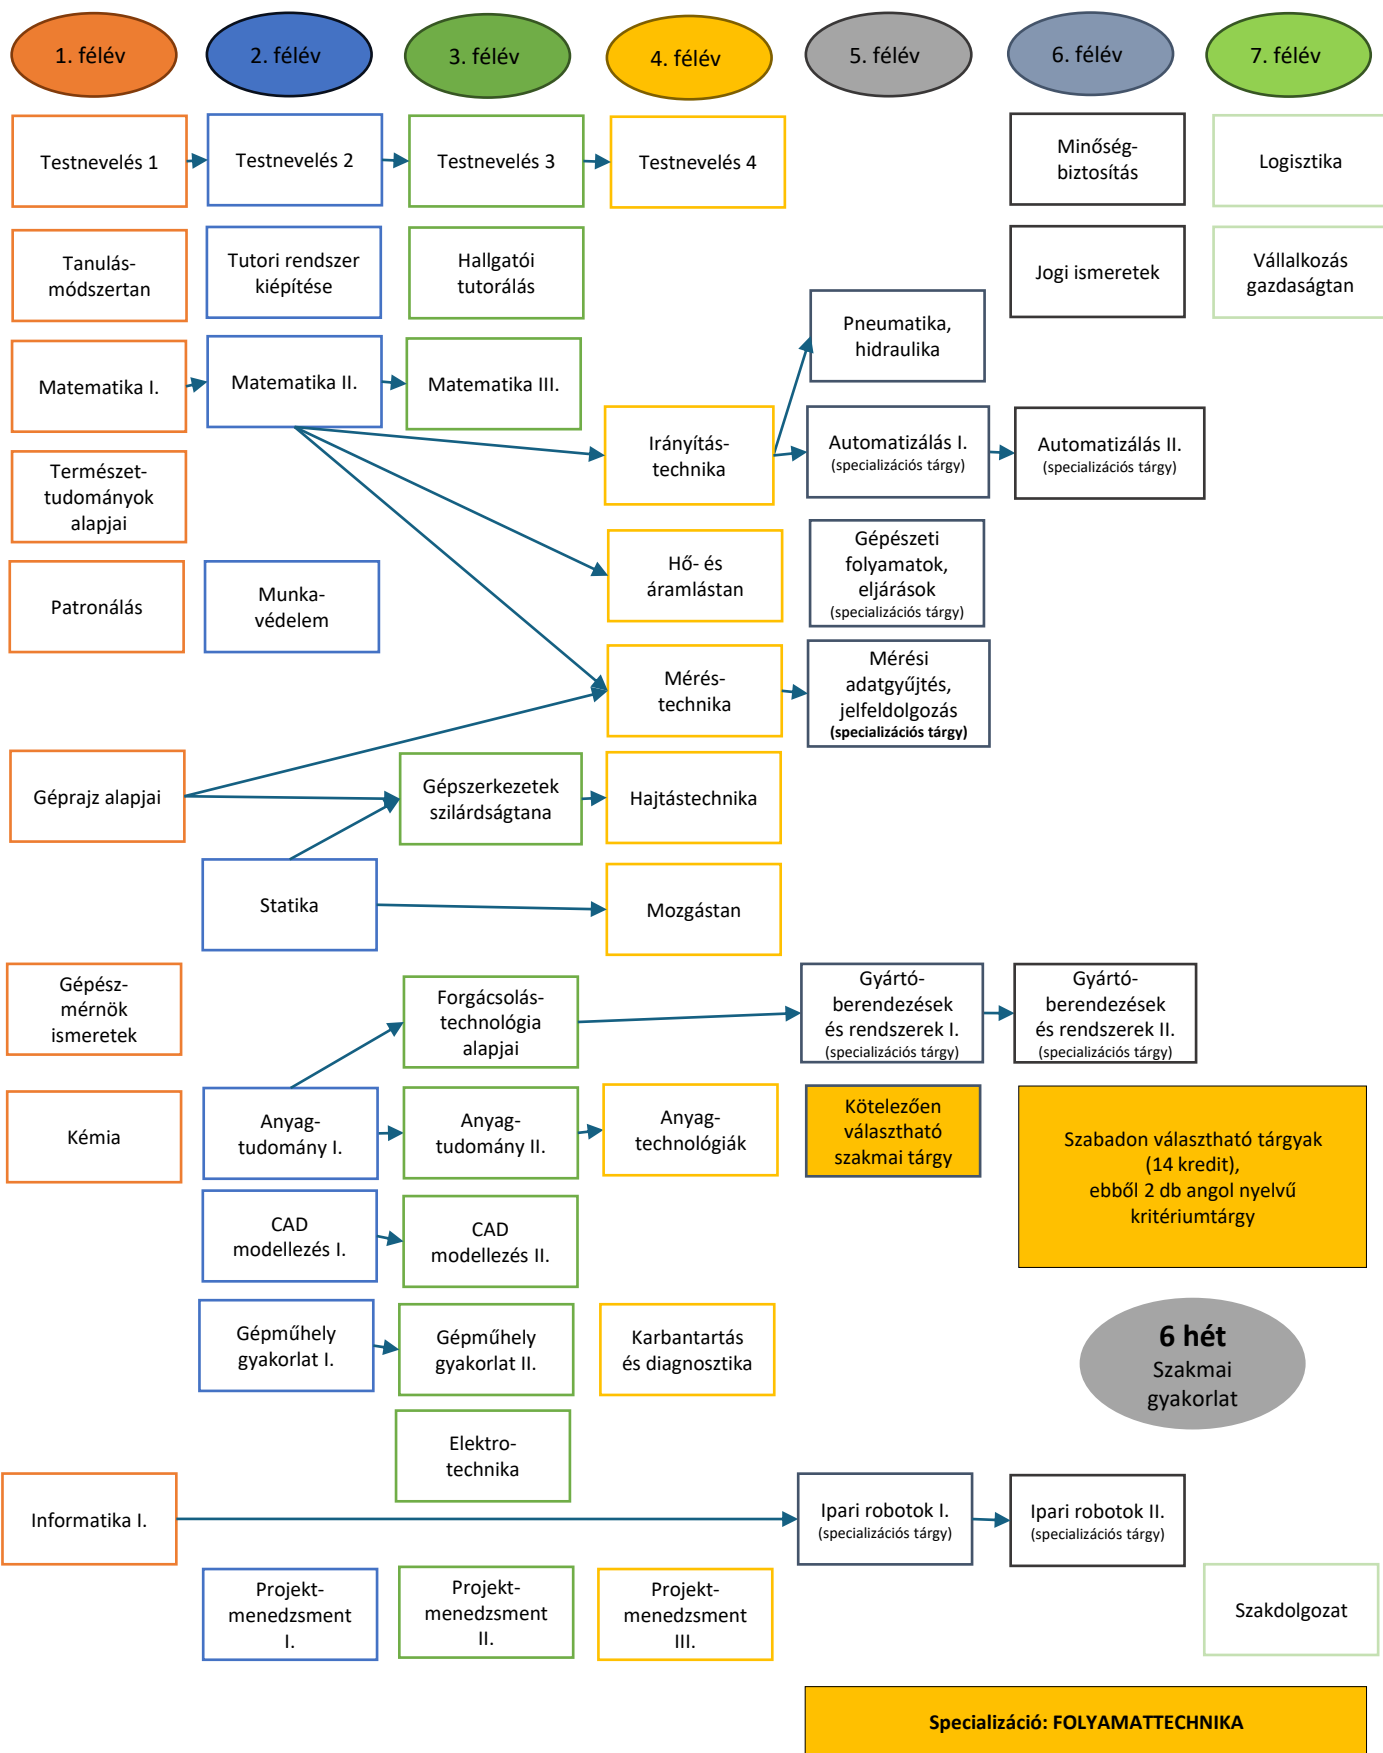 1. félév
2. félév
3. félév
4. félév
5. félév
6. félév
7. félév
Testnevelés 1
Testnevelés 2
Testnevelés 3
Testnevelés 4
Minőség-
biztosítás
Logisztika
Tanulás-
módszertan
Tutori rendszer
kiépítése
Hallgatói
tutorálás
Jogi ismeretek
Vállalkozás
gazdaságtan
Pneumatika,
hidraulika
Matematika I.
Matematika II.
Matematika III.
Irányítás-
technika
Automatizálás I.
(specializációs tárgy)
Automatizálás II.
(specializációs tárgy)
Természet-
tudományok
alapjai
Hő- és
áramlástan
Gépészeti
folyamatok,
eljárások
(specializációs tárgy)
Patronálás
Munka-
védelem
Mérés-
technika
Mérési
adatgyűjtés,
jelfeldolgozás
(specializációs tárgy)
Géprajz alapjai
Gépszerkezetek
szilárdságtana
Hajtástechnika
Statika
Mozgástan
Gépész-
mérnök
ismeretek
Forgácsolás-
technológia
alapjai
Gyártó-
berendezések
és rendszerek I.
(specializációs tárgy)
Gyártó-
berendezések
és rendszerek II.
(specializációs tárgy)
Kémia
Anyag-
tudomány I.
Anyag-
tudomány II.
Anyag-
technológiák
Kötelezően
választható
szakmai tárgy
Szabadon választható tárgyak
(14 kredit),
ebből 2 db angol nyelvű
kritériumtárgy
CAD
modellezés I.
CAD
modellezés II.
Gépműhely
gyakorlat I.
Gépműhely
gyakorlat II.
Karbantartás
és diagnosztika
6 hét
Szakmai
gyakorlat
Elektro-
technika
Informatika I.
Ipari robotok I.
(specializációs tárgy)
Ipari robotok II.
(specializációs tárgy)
Projekt-
menedzsment
I.
Projekt-
menedzsment
II.
Projekt-
menedzsment
III.
Szakdolgozat
Specializáció: FOLYAMATTECHNIKA